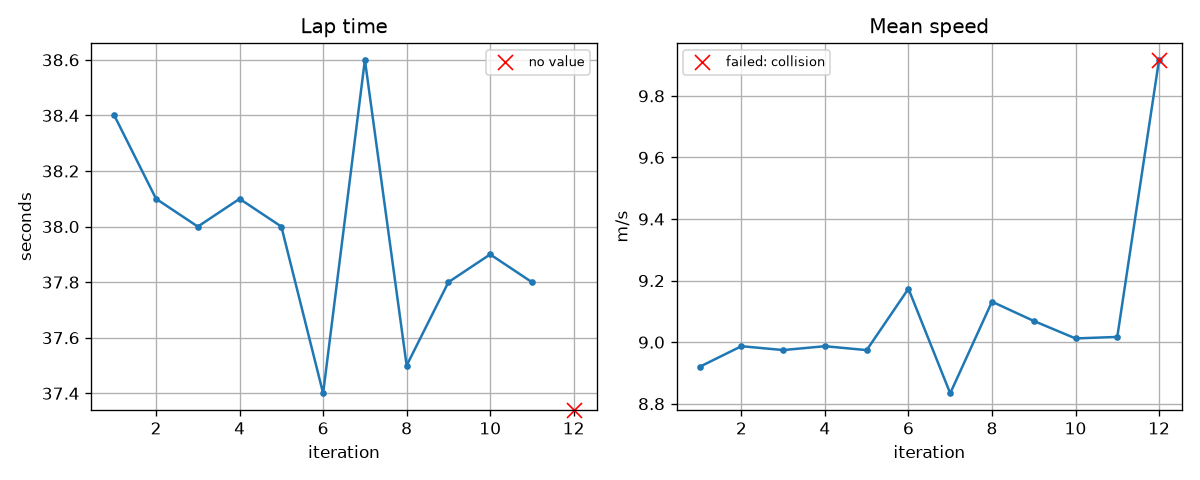 Lap time
no value
38.6
38.4
38.2
38.0
37.8
37.6
37.4
seconds
2 4 6 8 10 12
iteration
Mean speed
failed: collision
9.8
9.6
9.4
9.2
9.0
8.8
m/s
2 4 6 8 10 12
iteration